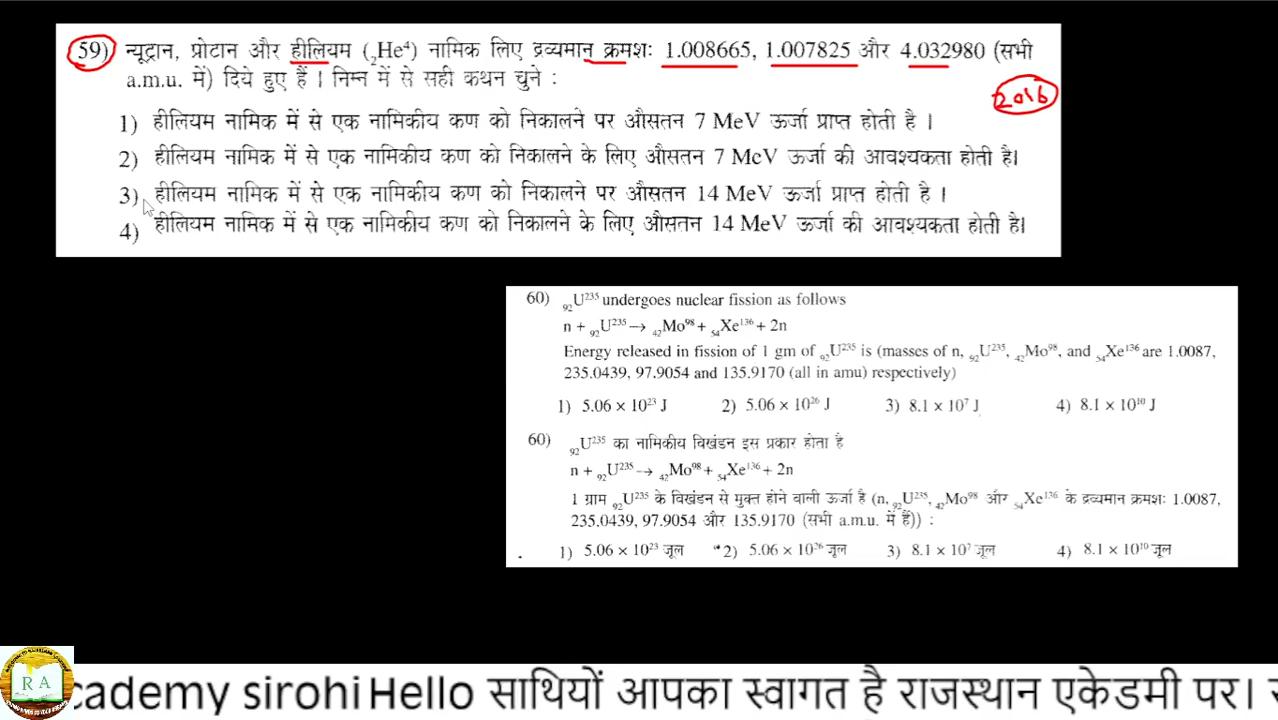 59) न्यूट्रान, प्रोटान और हीलियम (₂He⁴) नामिक लिए द्रव्यमान क्रमशः 1.008665, 1.007825 और 4.032980 (सभी
a.m.u. में) दिये हुए हैं । निम्न में से सही कथन चुने :
2016
1) हीलियम नामिक में से एक नामिकीय कण को निकालने पर औसतन 7 MeV ऊर्जा प्राप्त होती है ।
2) हीलियम नामिक में से एक नामिकीय कण को निकालने के लिए औसतन 7 MeV ऊर्जा की आवश्यकता होती है।
3) हीलियम नामिक में से एक नामिकीय कण को निकालने पर औसतन 14 MeV ऊर्जा प्राप्त होती है ।
4) हीलियम नामिक में से एक नामिकीय कण को निकालने के लिए औसतन 14 MeV ऊर्जा की आवश्यकता होती है।
60) ₉₂U²³⁵ undergoes nuclear fission as follows
n + ₉₂U²³⁵ → ₄₂Mo⁹⁸ + ₅₄Xe¹³⁶ + 2n
Energy released in fission of 1 gm of ₉₂U²³⁵ is (masses of n, ₉₂U²³⁵, ₄₂Mo⁹⁸, and ₅₄Xe¹³⁶ are 1.0087,
235.0439, 97.9054 and 135.9170 (all in amu) respectively)
1) 5.06 × 10²³ J 2) 5.06 × 10²⁶ J 3) 8.1 × 10⁷ J 4) 8.1 × 10¹⁰ J
60) ₉₂U²³⁵ का नामिकीय विखंडन इस प्रकार होता है
n + ₉₂U²³⁵ → ₄₂Mo⁹⁸ + ₅₄Xe¹³⁶ + 2n
1 ग्राम ₉₂U²³⁵ के विखंडन से मुक्त होने वाली ऊर्जा है (n, ₉₂U²³⁵, ₄₂Mo⁹⁸ और ₅₄Xe¹³⁶ के द्रव्यमान क्रमशः 1.0087,
235.0439, 97.9054 और 135.9170 (सभी a.m.u. में हैं)) :
1) 5.06 × 10²³ जूल 2) 5.06 × 10²⁶ जूल 3) 8.1 × 10⁷ जूल 4) 8.1 × 10¹⁰ जूल
RA
cademy sirohi Hello साथियों आपका स्वागत है राजस्थान एकेडमी पर।